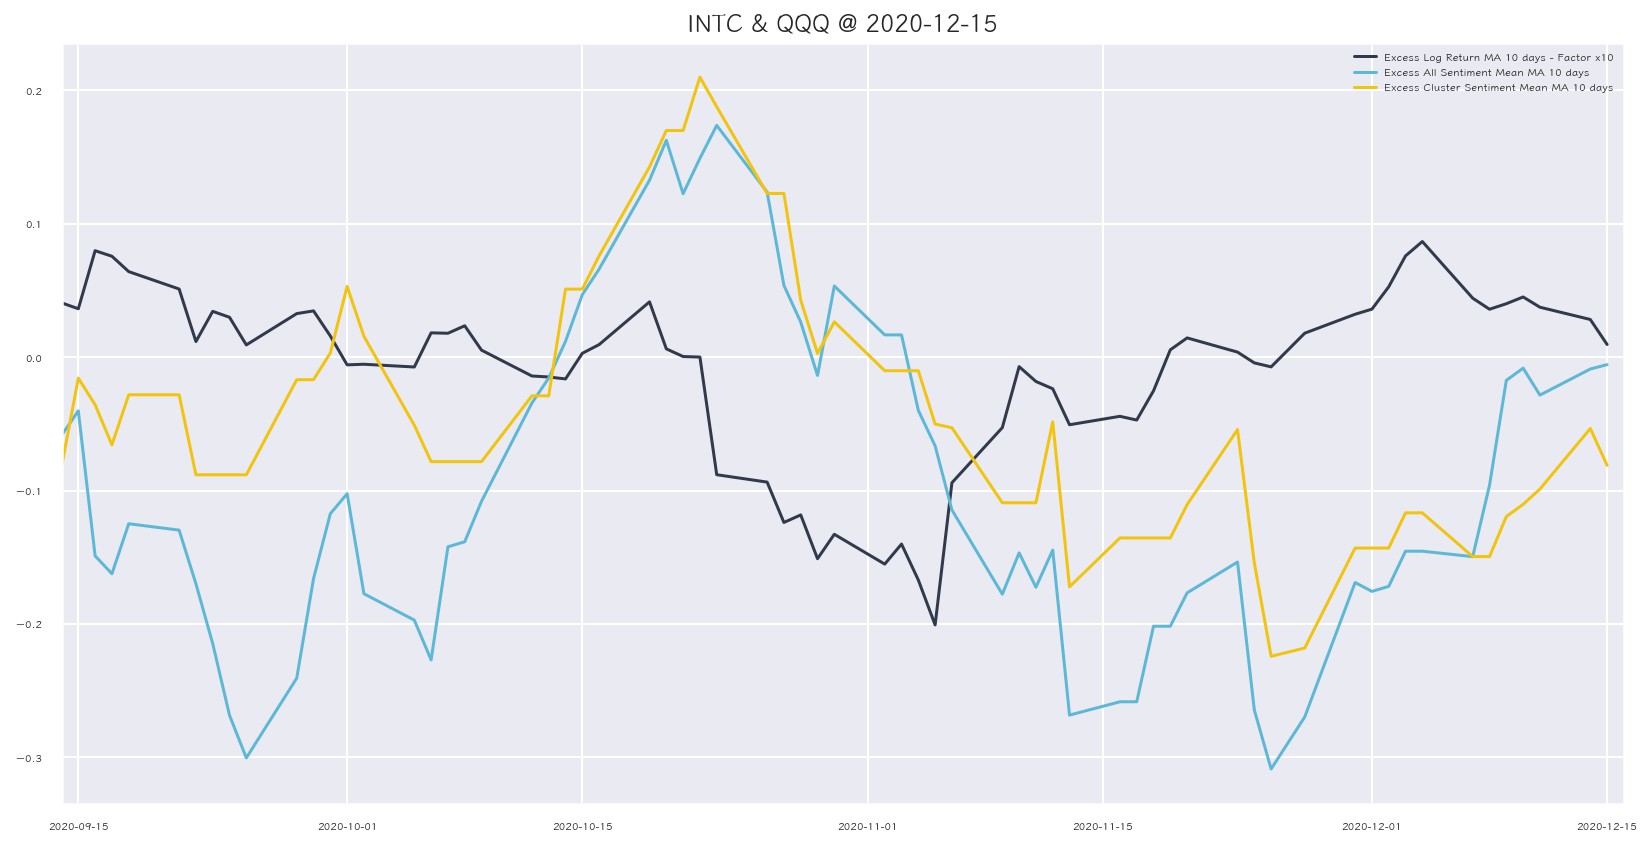 INTC & QQQ @ 2020-12-15
Excess Log Return MA 10 days - Factor x10
Excess All Sentiment Mean MA 10 days
Excess Cluster Sentiment Mean MA 10 days
0.2
0.1
0.0
−0.1
−0.2
−0.3
2020-09-15 2020-10-01 2020-10-15 2020-11-01 2020-11-15 2020-12-01 2020-12-15